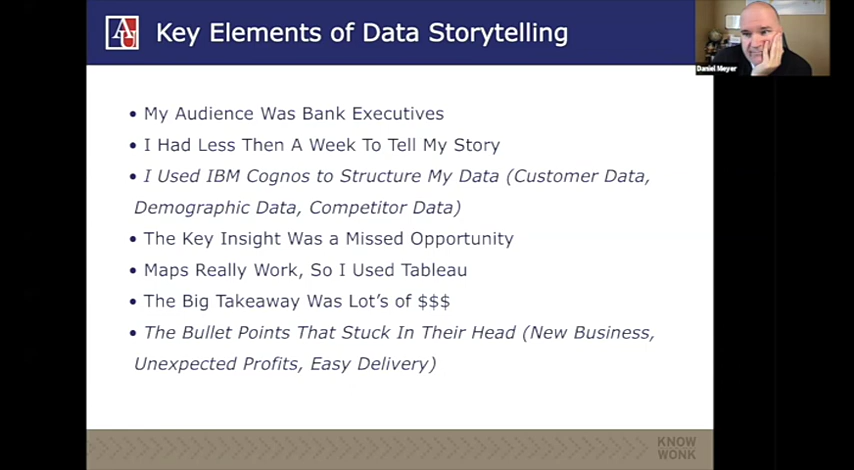 AU
Key Elements of Data Storytelling
Daniel Meyer
• My Audience Was Bank Executives
• I Had Less Then A Week To Tell My Story
• I Used IBM Cognos to Structure My Data (Customer Data,
Demographic Data, Competitor Data)
• The Key Insight Was a Missed Opportunity
• Maps Really Work, So I Used Tableau
• The Big Takeaway Was Lot's of $$$
• The Bullet Points That Stuck In Their Head (New Business,
Unexpected Profits, Easy Delivery)
KNOW
WONK